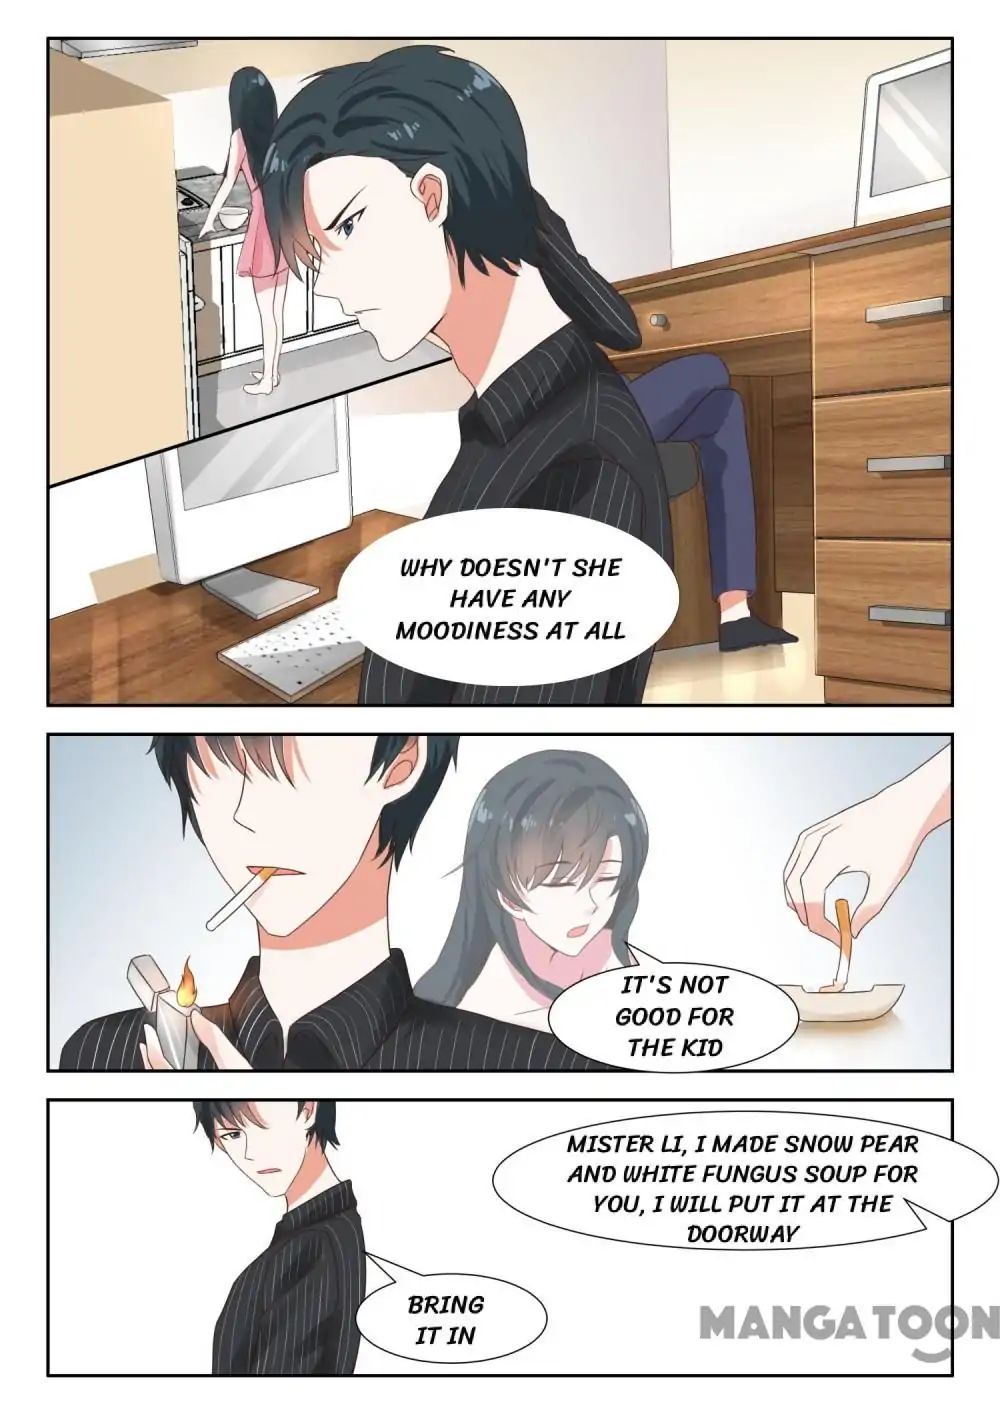 WHY DOESN'T SHE
HAVE ANY
MOODINESS AT ALL
IT'S NOT
GOOD FOR
THE KID
MISTER LI, I MADE SNOW PEAR
AND WHITE FUNGUS SOUP FOR
YOU, I WILL PUT IT AT THE
DOORWAY
BRING
IT IN
MANGATOON